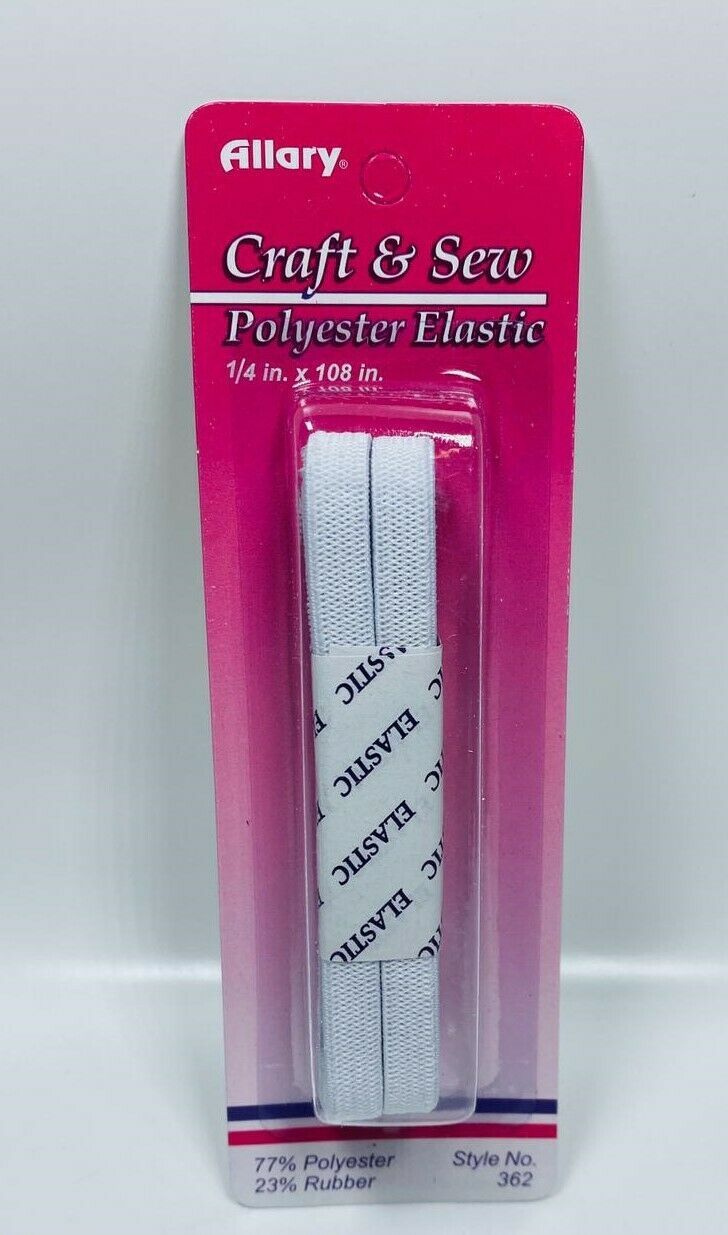 Allary®
Craft & Sew
Polyester Elastic
1/4 in. x 108 in.
ELASTIC
ELASTIC
ELASTIC
ELASTIC
77% Polyester
23% Rubber
Style No.
362